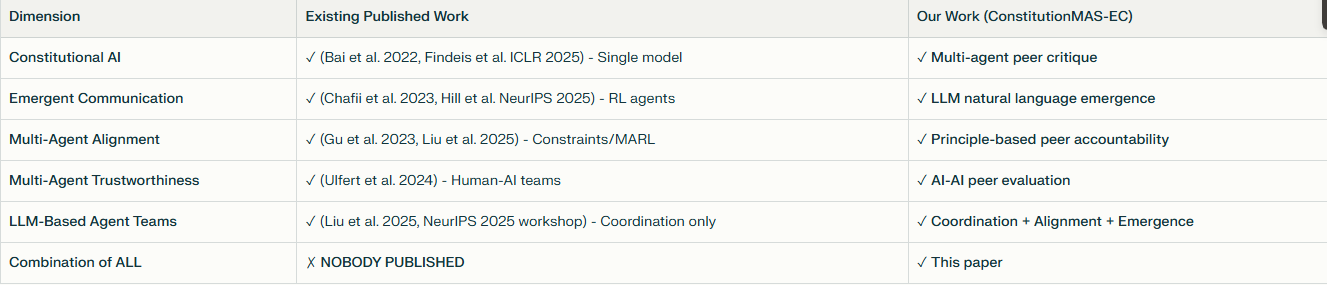 Dimension Existing Published Work Our Work (ConstitutionMAS-EC)
Constitutional AI ✓ (Bai et al. 2022, Findeis et al. ICLR 2025) - Single model ✓ Multi-agent peer critique
Emergent Communication ✓ (Chafii et al. 2023, Hill et al. NeurIPS 2025) - RL agents ✓ LLM natural language emergence
Multi-Agent Alignment ✓ (Gu et al. 2023, Liu et al. 2025) - Constraints/MARL ✓ Principle-based peer accountability
Multi-Agent Trustworthiness ✓ (Ulfert et al. 2024) - Human-AI teams ✓ AI-AI peer evaluation
LLM-Based Agent Teams ✓ (Liu et al. 2025, NeurIPS 2025 workshop) - Coordination only ✓ Coordination + Alignment + Emergence
Combination of ALL ✗ NOBODY PUBLISHED ✓ This paper